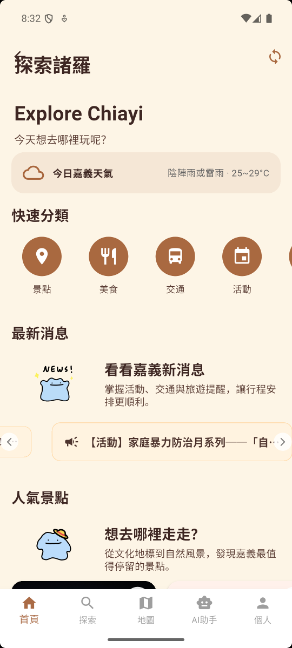 8:32
探索諸羅
Explore Chiayi
今天想去哪裡玩呢?
今日嘉義天氣
陰陣雨或雷雨 · 25~29°C
快速分類
景點
美食
交通
活動
最新消息
NEWS!
看看嘉義新消息
掌握活動、交通與旅遊提醒，讓行程安
排更順利。
【活動】家庭暴力防治月系列──「自…
人氣景點
想去哪裡走走?
從文化地標到自然風景，發現嘉義最值
得停留的景點。
首頁
探索
地圖
AI助手
個人